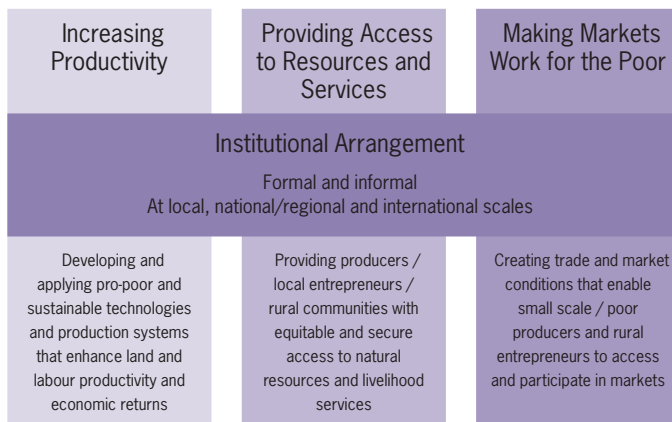 Increasing
Productivity
Providing Access
to Resources and
Services
Making Markets
Work for the Poor
Institutional Arrangement
Formal and informal
At local, national/regional and international scales
Developing and
applying pro-poor and
sustainable technologies
and production systems
that enhance land and
labour productivity and
economic returns
Providing producers /
local entrepreneurs /
rural communities with
equitable and secure
access to natural
resources and livelihood
services
Creating trade and market
conditions that enable
small scale / poor
producers and rural
entrepreneurs to access
and participate in markets